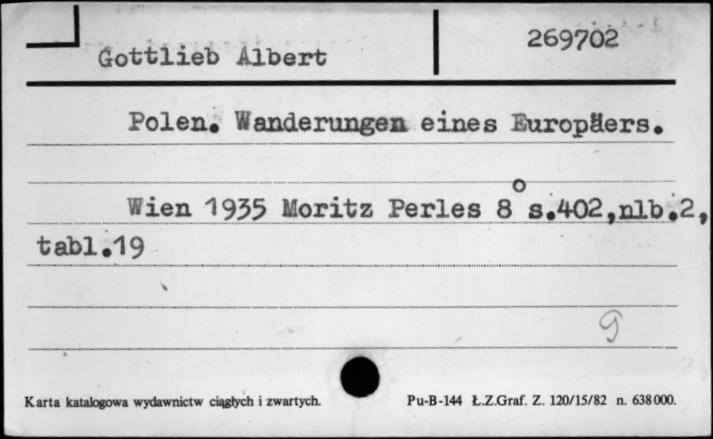 Gottlieb Albert
269702
Polen. Wanderungen eines Europäers.
Wien 1935 Moritz Perles 8° s.402,nlb.2,
tabl.19
9
Karta katalogowa wydawnictw ciągłych i zwartych.
Pu-B-144 Ł.Z.Graf. Z. 120/15/82 n. 638000.